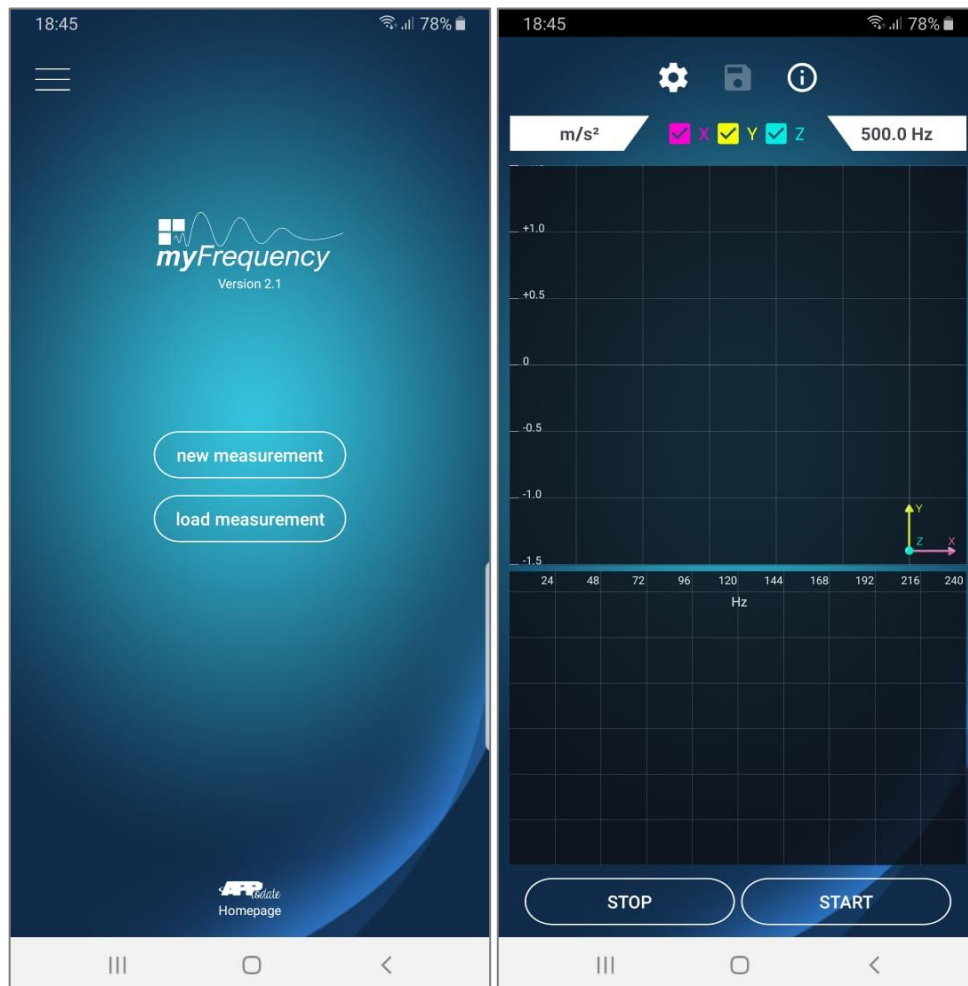 18:45
78%
myFrequency
Version 2.1
new measurement
load measurement
APP
Homepage
18:45
78%
m/s²
X Y Z
500.0 Hz
+1.0
+0.5
0
-0.5
-1.0
Y
Z X
-1.5
24 48 72 96 120 144 168 192 216 240
Hz
STOP
START